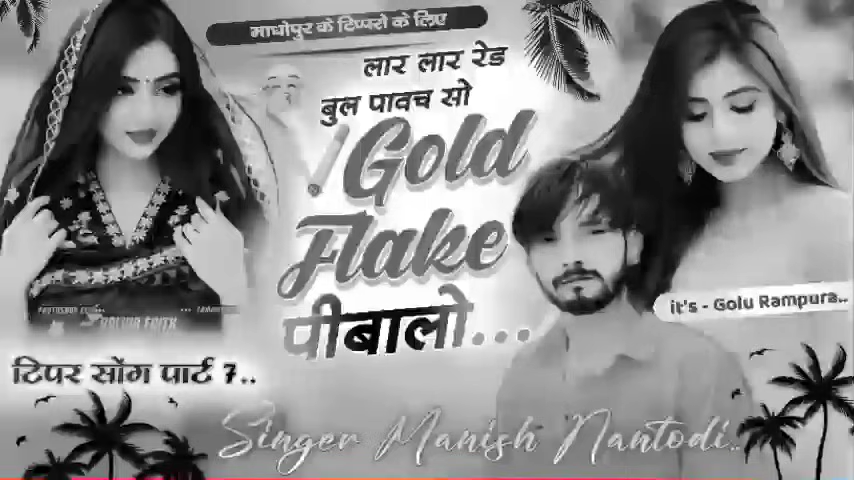 माधोपुर के टिप्परो के लिए
लार लार रेड
बुल पावच सो
Gold
Flake
पीबालो...
it's - Golu Rampura..
टिपर सोंग पार्ट 7..
Singer Manish Nantodi..